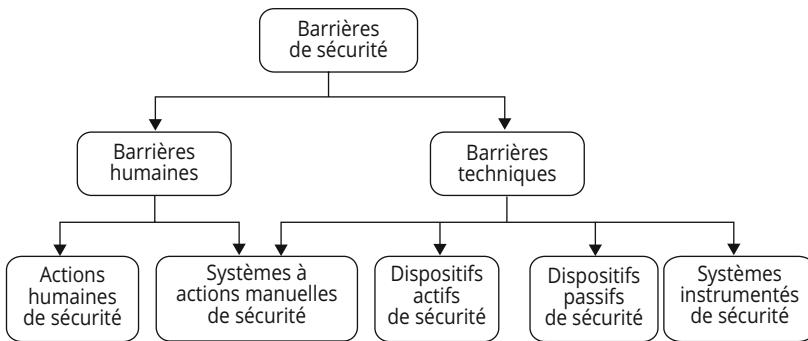 Barrières
de sécurité
Barrières
humaines
Barrières
techniques
Actions
humaines
de sécurité
Systèmes à
actions manuelles
de sécurité
Dispositifs
actifs
de sécurité
Dispositifs
passifs
de sécurité
Systèmes
instrumentés
de sécurité